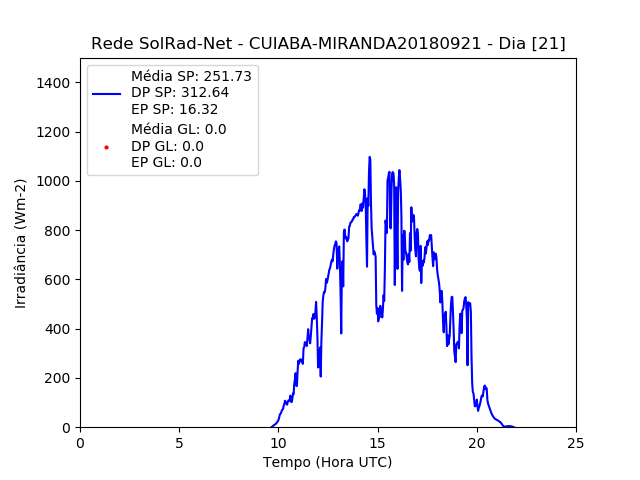 Rede SolRad-Net - CUIABA-MIRANDA20180921 - Dia [21]
Média SP: 251.73
DP SP: 312.64
EP SP: 16.32
Média GL: 0.0
DP GL: 0.0
EP GL: 0.0
1400
1200
1000
800
600
400
200
0
Irradiância (Wm-2)
0 5 10 15 20 25
Tempo (Hora UTC)